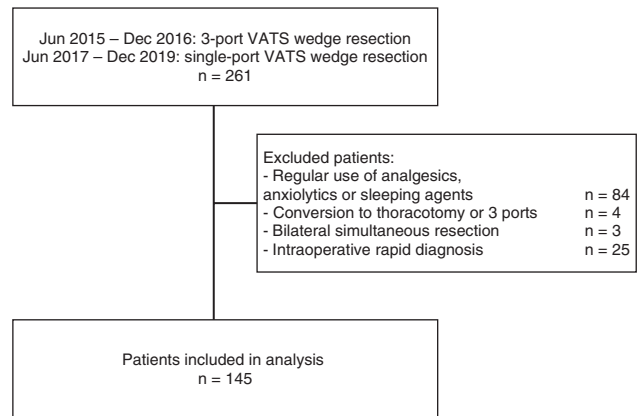 Jun 2015 – Dec 2016: 3-port VATS wedge resection
Jun 2017 – Dec 2019: single-port VATS wedge resection
n = 261
Excluded patients:
- Regular use of analgesics,
anxiolytics or sleeping agents n = 84
- Conversion to thoracotomy or 3 ports n = 4
- Bilateral simultaneous resection n = 3
- Intraoperative rapid diagnosis n = 25
Patients included in analysis
n = 145